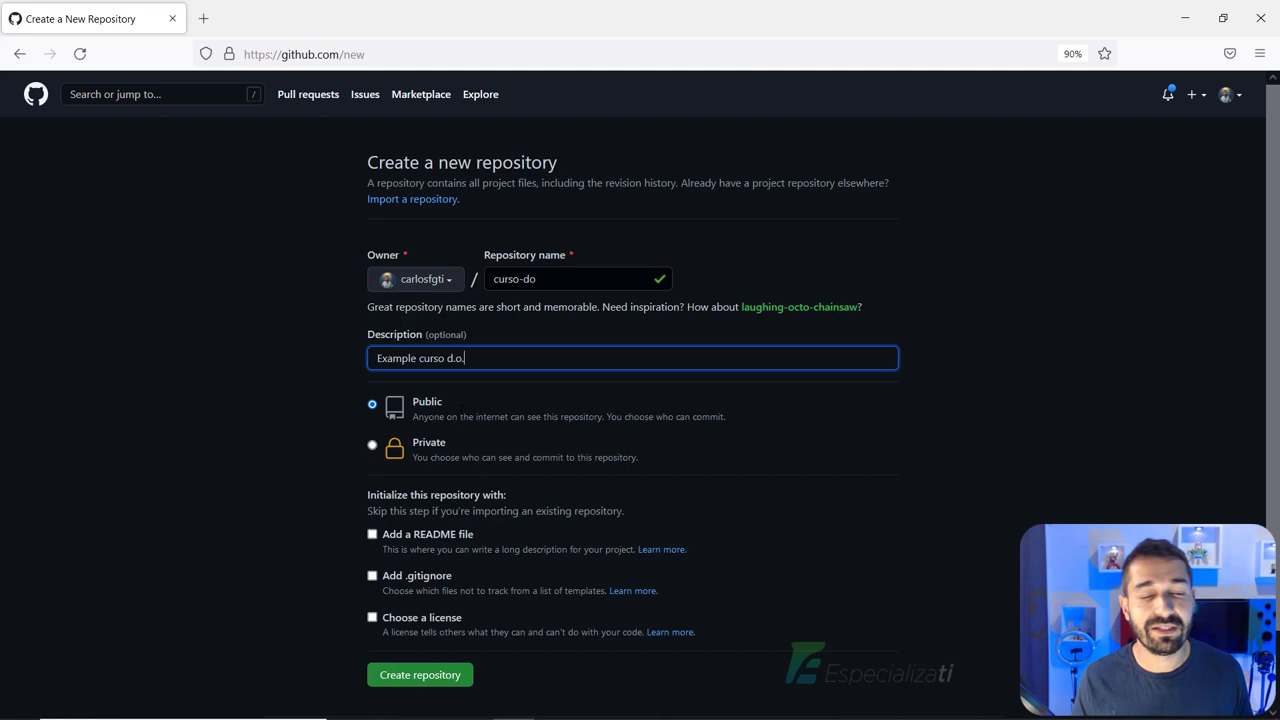 Create a New Repository
https://github.com/new
90%
Search or jump to...
/
Pull requests
Issues
Marketplace
Explore
Create a new repository
A repository contains all project files, including the revision history. Already have a project repository elsewhere?
Import a repository.
Owner *
Repository name *
carlosfgti
/
curso-do
Great repository names are short and memorable. Need inspiration? How about laughing-octo-chainsaw?
Description (optional)
Example curso d.o.
Public
Anyone on the internet can see this repository. You choose who can commit.
Private
You choose who can see and commit to this repository.
Initialize this repository with:
Skip this step if you're importing an existing repository.
Add a README file
This is where you can write a long description for your project. Learn more.
Add .gitignore
Choose which files not to track from a list of templates. Learn more.
Choose a license
A license tells others what they can and can't do with your code. Learn more.
Create repository
Especializati